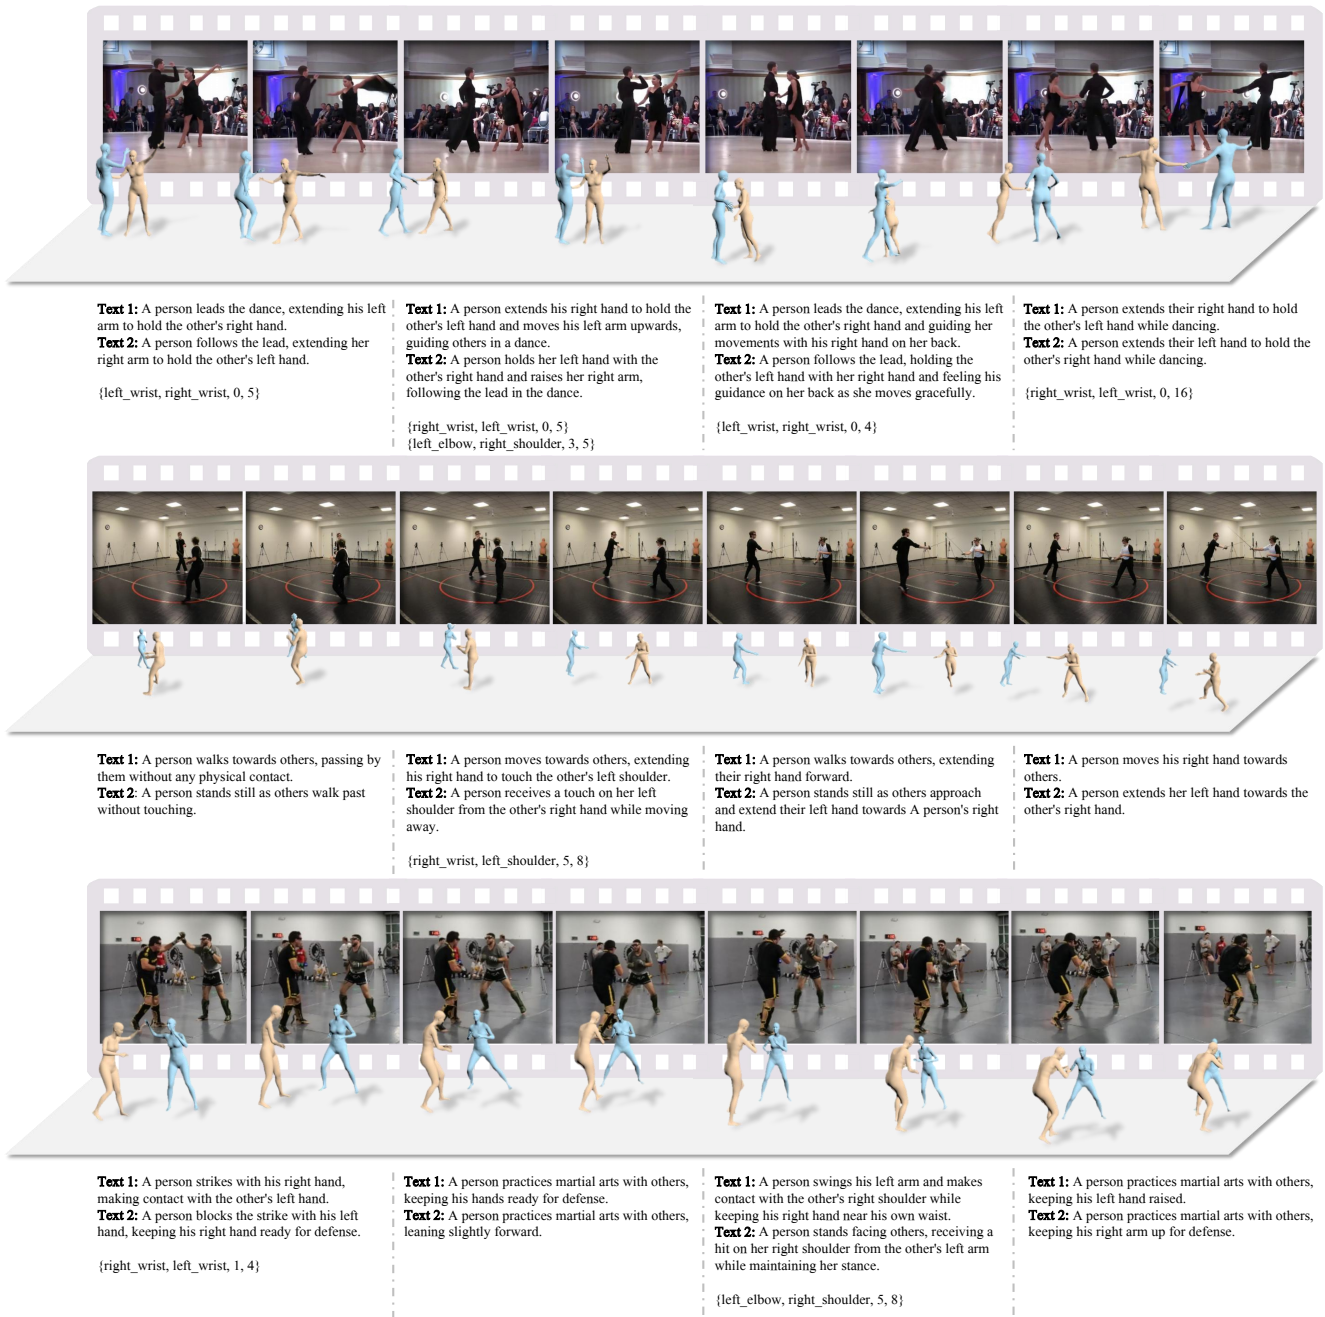 Text 1: A person leads the dance, extending his left
arm to hold the other's right hand.
Text 2: A person follows the lead, extending her
right arm to hold the other's left hand.
{left_wrist, right_wrist, 0, 5}
Text 1: A person extends his right hand to hold the
other's left hand and moves his left arm upwards,
guiding others in a dance.
Text 2: A person holds her left hand with the
other's right hand and raises her right arm,
following the lead in the dance.
{right_wrist, left_wrist, 0, 5}
{left_elbow, right_shoulder, 3, 5}
Text 1: A person leads the dance, extending his left
arm to hold the other's right hand and guiding her
movements with his right hand on her back.
Text 2: A person follows the lead, holding the
other's left hand with her right hand and feeling his
guidance on her back as she moves gracefully.
{left_wrist, right_wrist, 0, 4}
Text 1: A person extends their right hand to hold
the other's left hand while dancing.
Text 2: A person extends their left hand to hold the
other's right hand while dancing.
{right_wrist, left_wrist, 0, 16}
Text 1: A person walks towards others, passing by
them without any physical contact.
Text 2: A person stands still as others walk past
without touching.
Text 1: A person moves towards others, extending
his right hand to touch the other's left shoulder.
Text 2: A person receives a touch on her left
shoulder from the other's right hand while moving
away.
{right_wrist, left_shoulder, 5, 8}
Text 1: A person walks towards others, extending
their right hand forward.
Text 2: A person stands still as others approach
and extend their left hand towards A person's right
hand.
Text 1: A person moves his right hand towards
others.
Text 2: A person extends her left hand towards the
other's right hand.
Text 1: A person strikes with his right hand,
making contact with the other's left hand.
Text 2: A person blocks the strike with his left
hand, keeping his right hand ready for defense.
{right_wrist, left_wrist, 1, 4}
Text 1: A person practices martial arts with others,
keeping his hands ready for defense.
Text 2: A person practices martial arts with others,
leaning slightly forward.
Text 1: A person swings his left arm and makes
contact with the other's right shoulder while
keeping his right hand near his own waist.
Text 2: A person stands facing others, receiving a
hit on her right shoulder from the other's left arm
while maintaining her stance.
{left_elbow, right_shoulder, 5, 8}
Text 1: A person practices martial arts with others,
keeping his left hand raised.
Text 2: A person practices martial arts with others,
keeping his right arm up for defense.